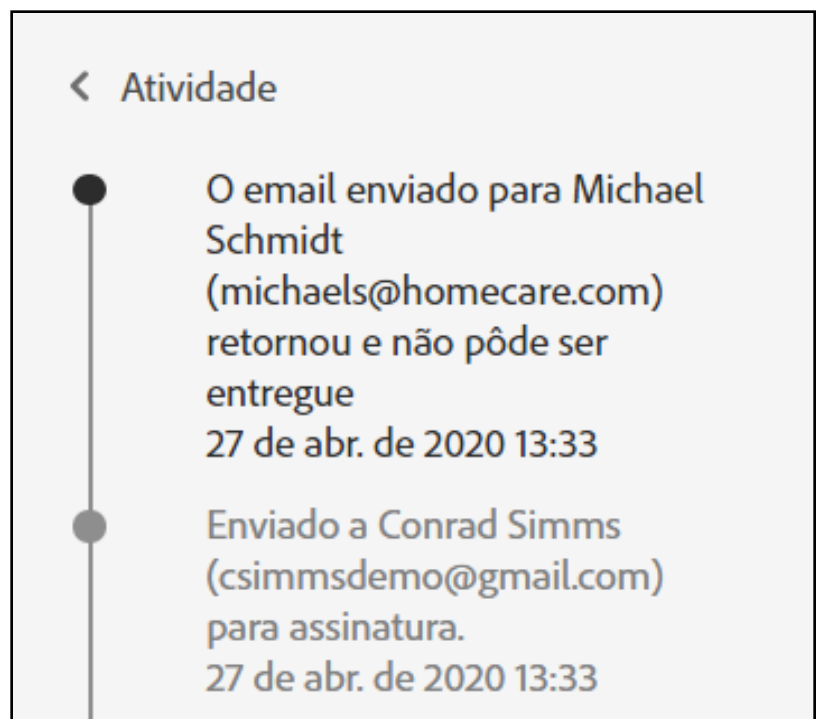 Atividade
O email enviado para Michael
Schmidt
(michaels@homecare.com)
retornou e não pôde ser
entregue
27 de abr. de 2020 13:33
Enviado a Conrad Simms
(csimmsdemo@gmail.com)
para assinatura.
27 de abr. de 2020 13:33